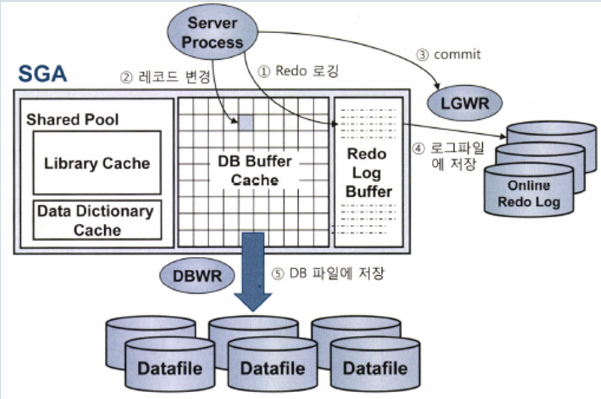 Server
Process
③ commit
SGA
② 레코드 변경
① Redo 로깅
LGWR
Shared Pool
Library Cache
Data Dictionary
Cache
DB Buffer
Cache
Redo
Log
Buffer
④ 로그파일
에 저장
Online
Redo Log
DBWR
⑤ DB 파일에 저장
Datafile
Datafile
Datafile